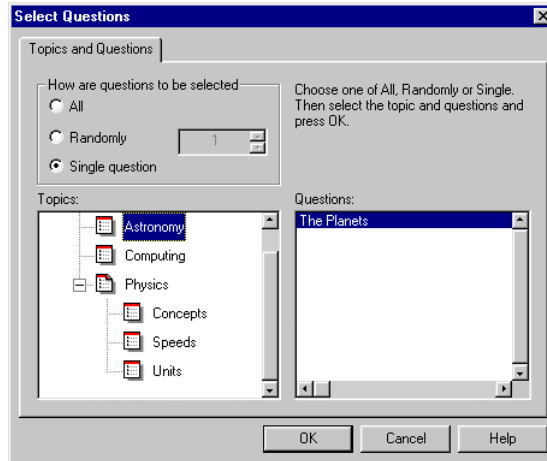 Select Questions
Topics and Questions
How are questions to be selected
All
Randomly
1
Single question
Choose one of All, Randomly or Single.
Then select the topic and questions and
press OK.
Topics:
Astronomy
Computing
Physics
Concepts
Speeds
Units
Questions:
The Planets
OK
Cancel
Help